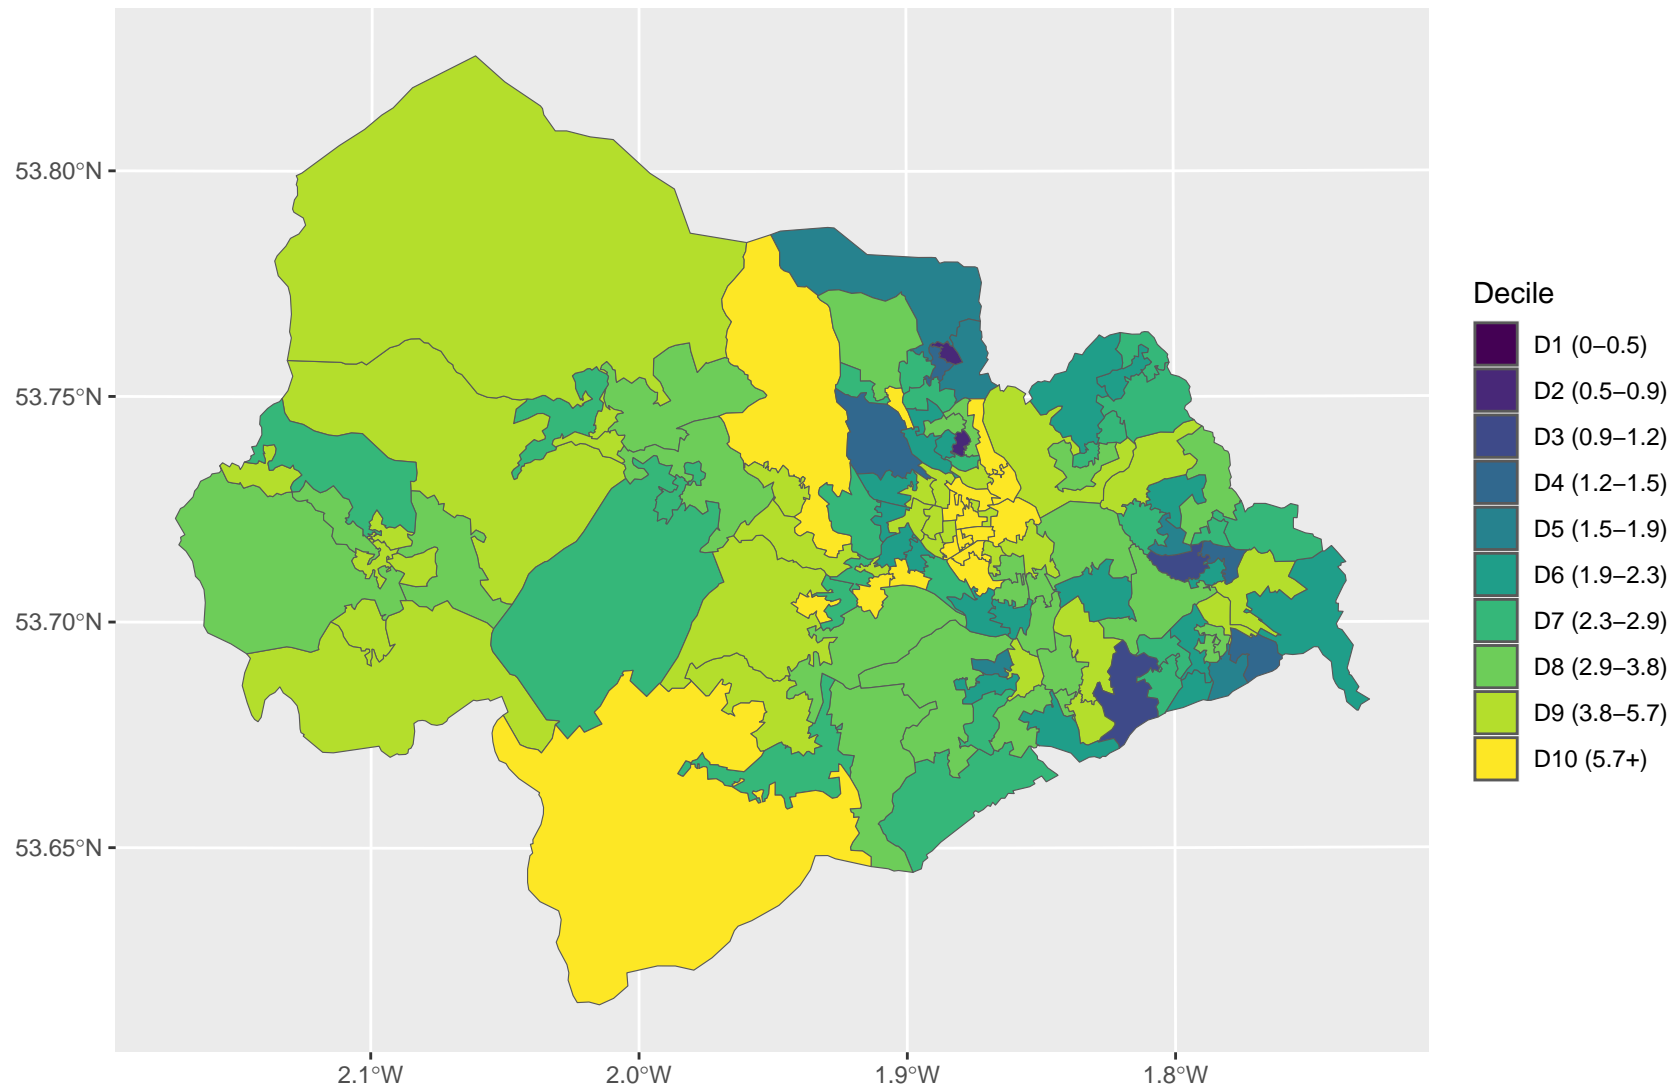 53.80°N
53.75°N
53.70°N
53.65°N
2.1°W
2.0°W
1.9°W
1.8°W
Decile
D1 (0–0.5)
D2 (0.5–0.9)
D3 (0.9–1.2)
D4 (1.2–1.5)
D5 (1.5–1.9)
D6 (1.9–2.3)
D7 (2.3–2.9)
D8 (2.9–3.8)
D9 (3.8–5.7)
D10 (5.7+)